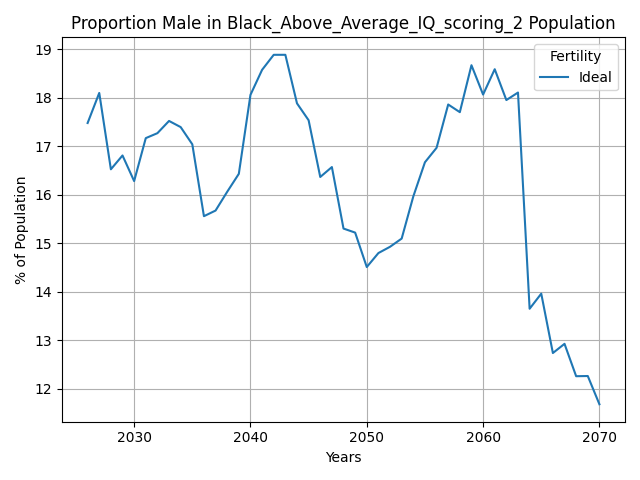 Proportion Male in Black_Above_Average_IQ_scoring_2 Population
19
18
17
16
15
14
13
12
% of Population
Fertility
Ideal
2030 2040 2050 2060 2070
Years